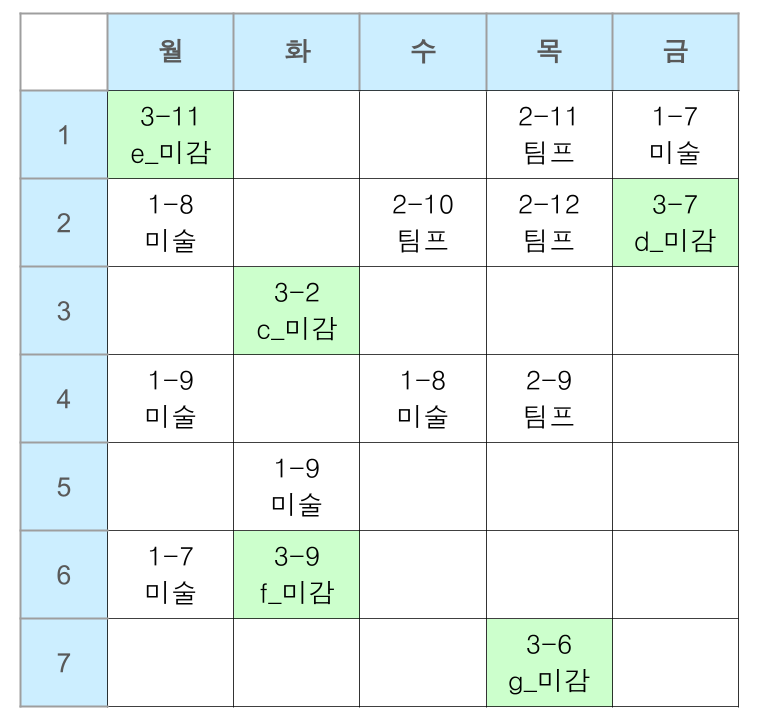 월 화 수 목 금
1 3-11 2-11 1-7
e_미감 팀프 미술
2 1-8 2-10 2-12 3-7
미술 팀프 팀프 d_미감
3 3-2
c_미감
4 1-9 1-8 2-9
미술 미술 팀프
5 1-9
미술
6 1-7 3-9
미술 f_미감
7 3-6
g_미감